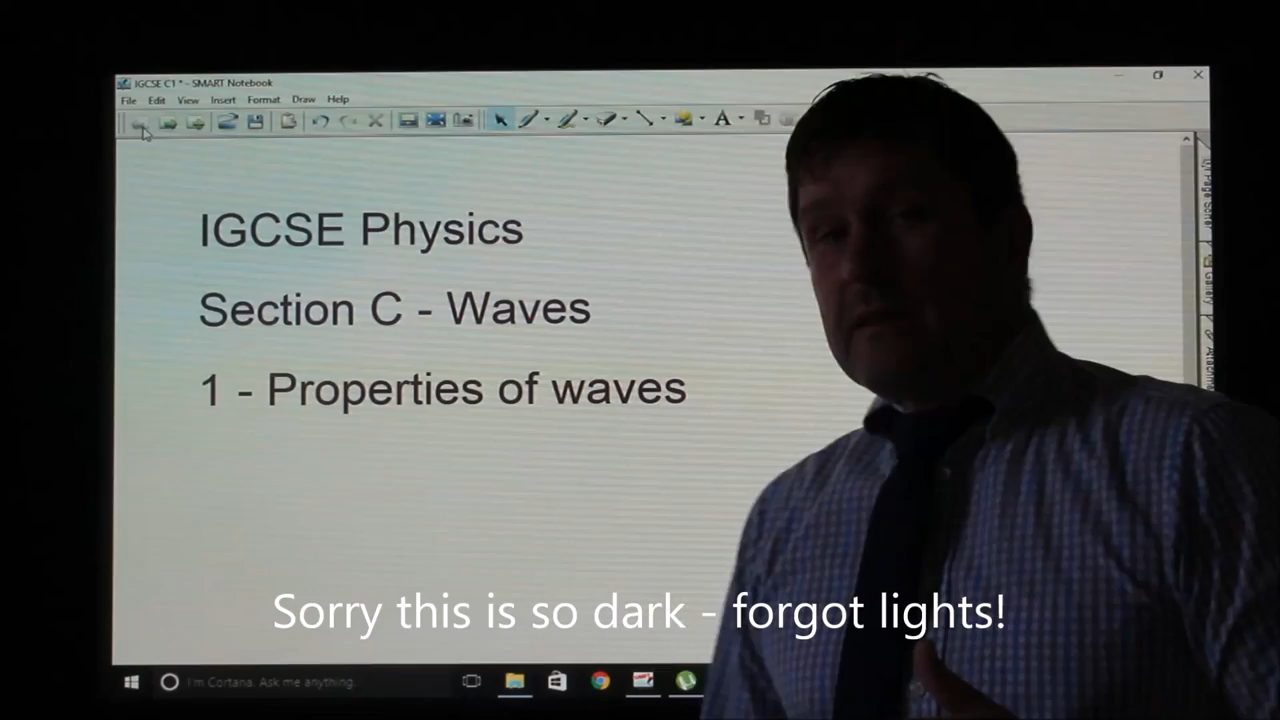 IGCSE C1 * - SMART Notebook
File Edit View Insert Format Draw Help
IGCSE Physics
Section C - Waves
1 - Properties of waves
Sorry this is so dark - forgot lights!
I'm Cortana. Ask me anything.